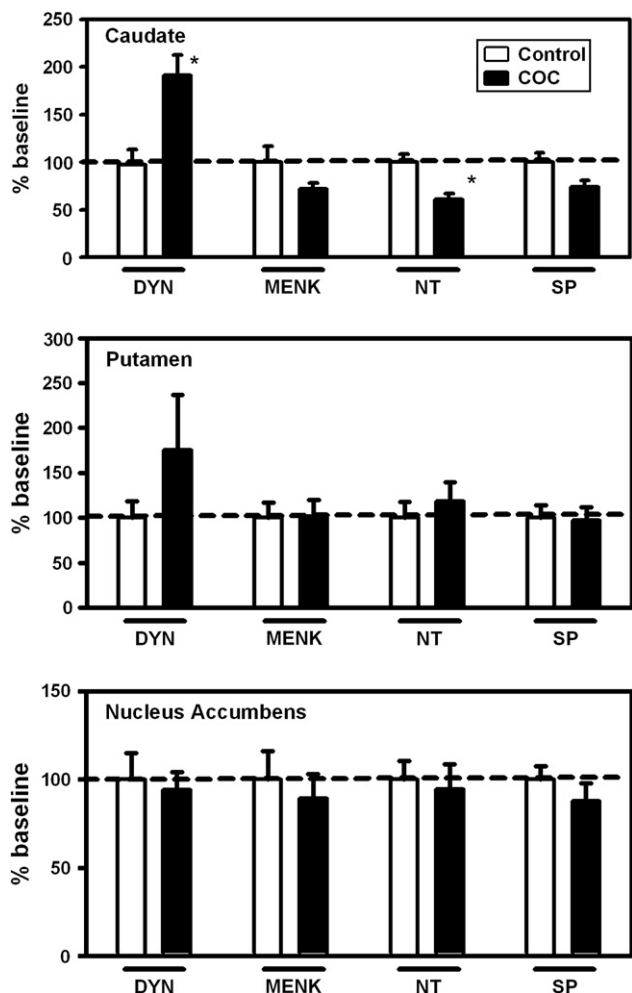 Caudate
Control
COC
% baseline
250
200
150
100
50
0
*
*
DYN MENK NT SP
Putamen
% baseline
300
250
200
150
100
50
0
DYN MENK NT SP
Nucleus Accumbens
% baseline
150
100
50
0
DYN MENK NT SP